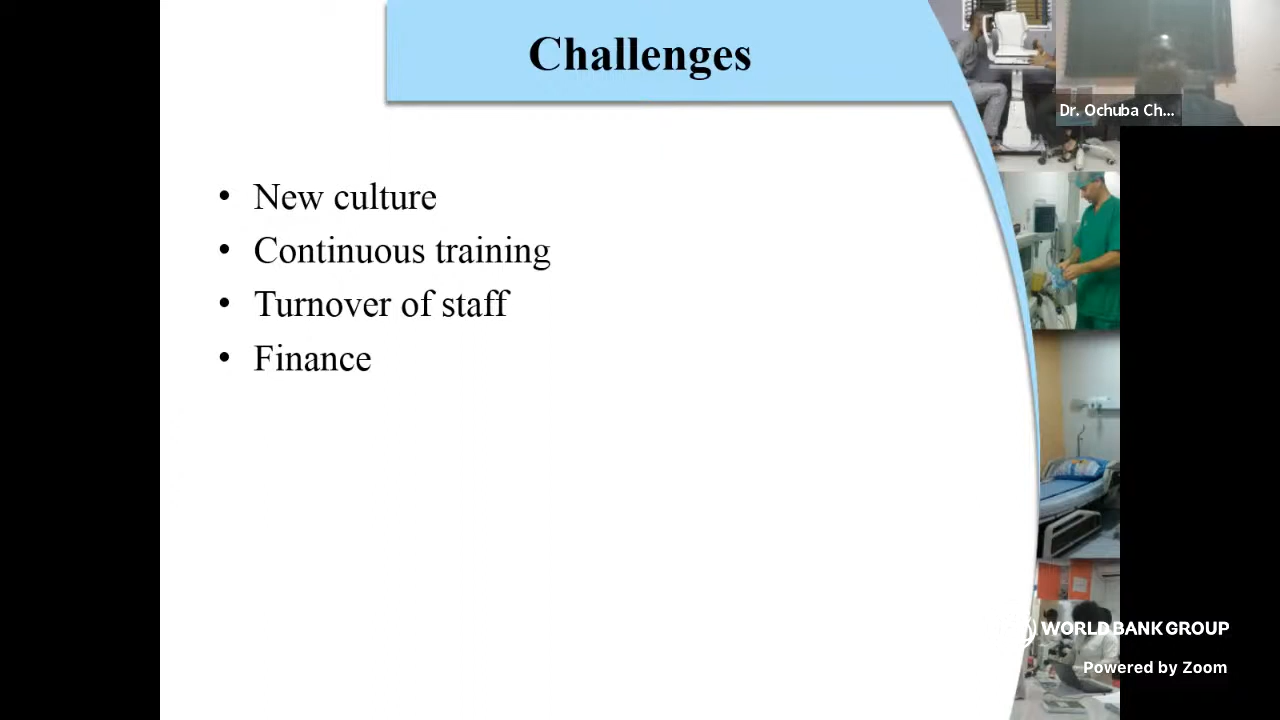 Challenges
Dr. Ochuba Ch...
• New culture
• Continuous training
• Turnover of staff
• Finance
WORLD BANK GROUP
Powered by Zoom